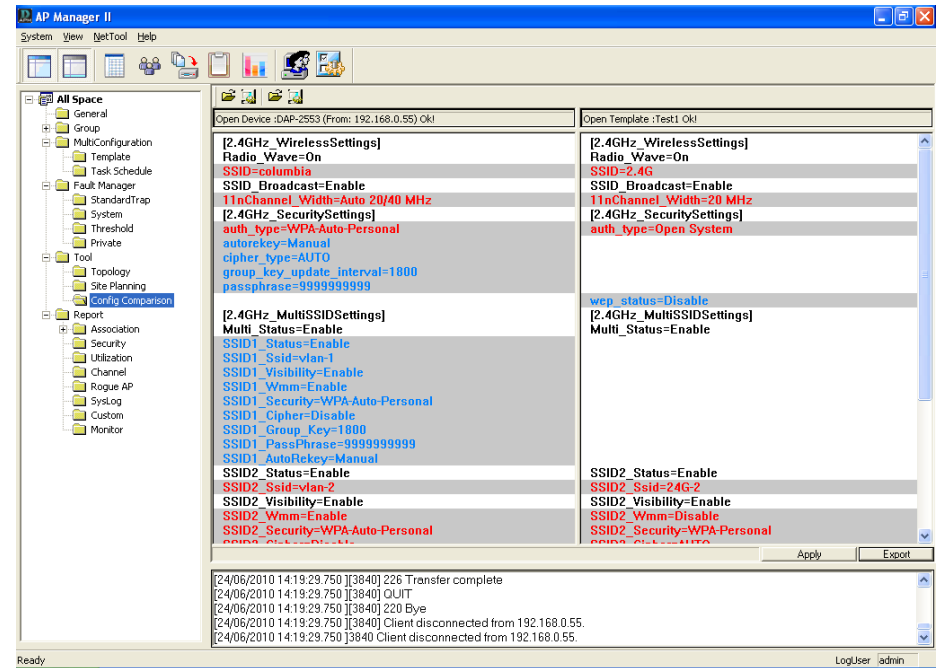 AP Manager II
System View NetTool Help
All Space
General
Group
MultiConfiguration
Template
Task Schedule
Fault Manager
StandardTrap
System
Threshold
Private
Tool
Topology
Site Planning
Config Comparison
Report
Association
Security
Utilization
Channel
Rogue AP
SysLog
Custom
Monitor
Open Device :DAP-2553 (From: 192.168.0.55) Ok!
[2.4GHz_WirelessSettings]
Radio_Wave=On
SSID=columbia
SSID_Broadcast=Enable
11nChannel_Width=Auto 20/40 MHz
[2.4GHz_SecuritySettings]
auth_type=WPA-Auto-Personal
autorekey=Manual
cipher_type=AUTO
group_key_update_interval=1800
passphrase=9999999999
[2.4GHz_MultiSSIDSettings]
Multi_Status=Enable
SSID1_Status=Enable
SSID1_Ssid=vlan-1
SSID1_Visibility=Enable
SSID1_Wmm=Enable
SSID1_Security=WPA-Auto-Personal
SSID1_Cipher=Disable
SSID1_Group_Key=1800
SSID1_PassPhrase=9999999999
SSID1_AutoRekey=Manual
SSID2_Status=Enable
SSID2_Ssid=vlan-2
SSID2_Visibility=Enable
SSID2_Wmm=Enable
SSID2_Security=WPA-Auto-Personal
SSID2_Cipher=Disable
Open Template :Test1 Ok!
[2.4GHz_WirelessSettings]
Radio_Wave=On
SSID=2.4G
SSID_Broadcast=Enable
11nChannel_Width=20 MHz
[2.4GHz_SecuritySettings]
auth_type=Open System
wep_status=Disable
[2.4GHz_MultiSSIDSettings]
Multi_Status=Enable
SSID2_Status=Enable
SSID2_Ssid=24G-2
SSID2_Visibility=Enable
SSID2_Wmm=Disable
SSID2_Security=WPA-Personal
SSID2_Cipher=AUTO
Apply
Export
[24/06/2010 14:19:29.750 ][3840] 226 Transfer complete
[24/06/2010 14:19:29.750 ][3840] QUIT
[24/06/2010 14:19:29.750 ][3840] 220 Bye
[24/06/2010 14:19:29.750 ][3840] Client disconnected from 192.168.0.55.
[24/06/2010 14:19:29.750 ]3840 Client disconnected from 192.168.0.55.
Ready
LogUser admin